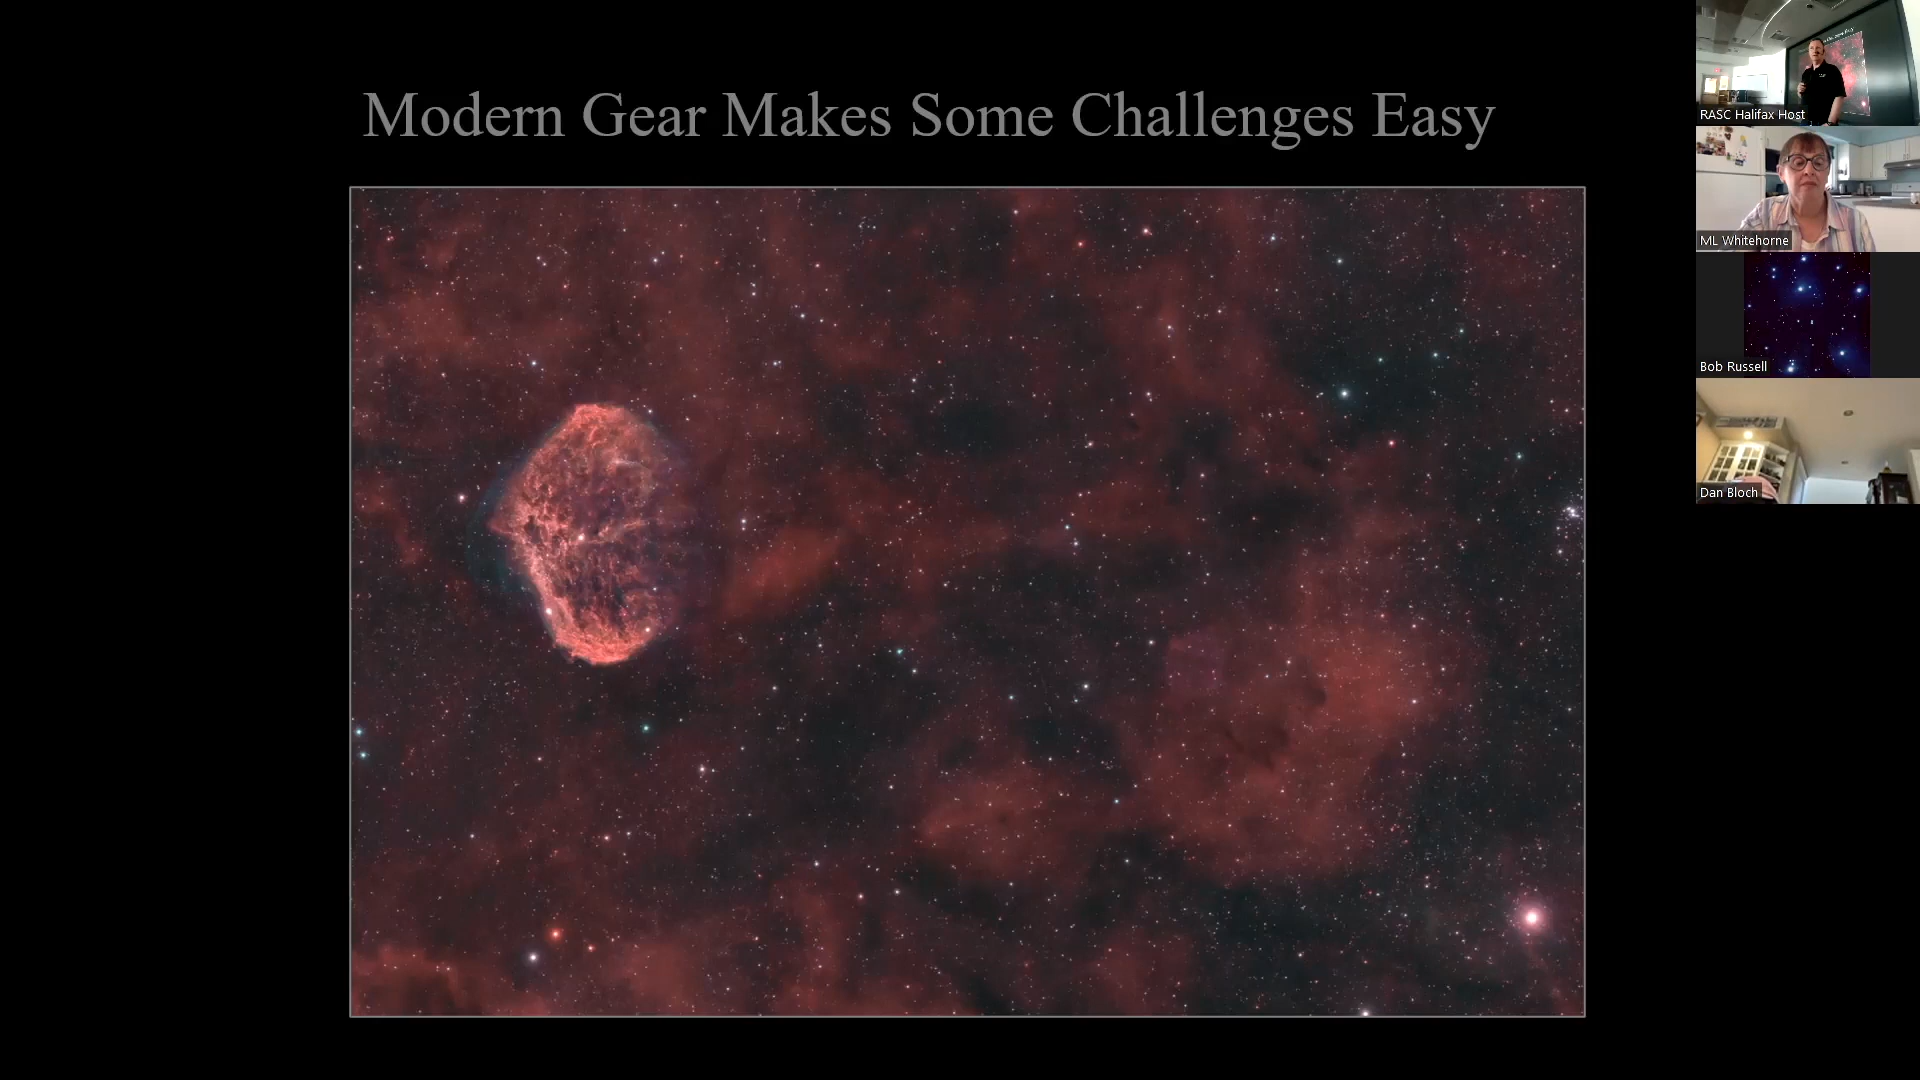 Modern Gear Makes Some Challenges Easy
RASC Halifax Host
ML Whitehorne
Bob Russell
Dan Bloch